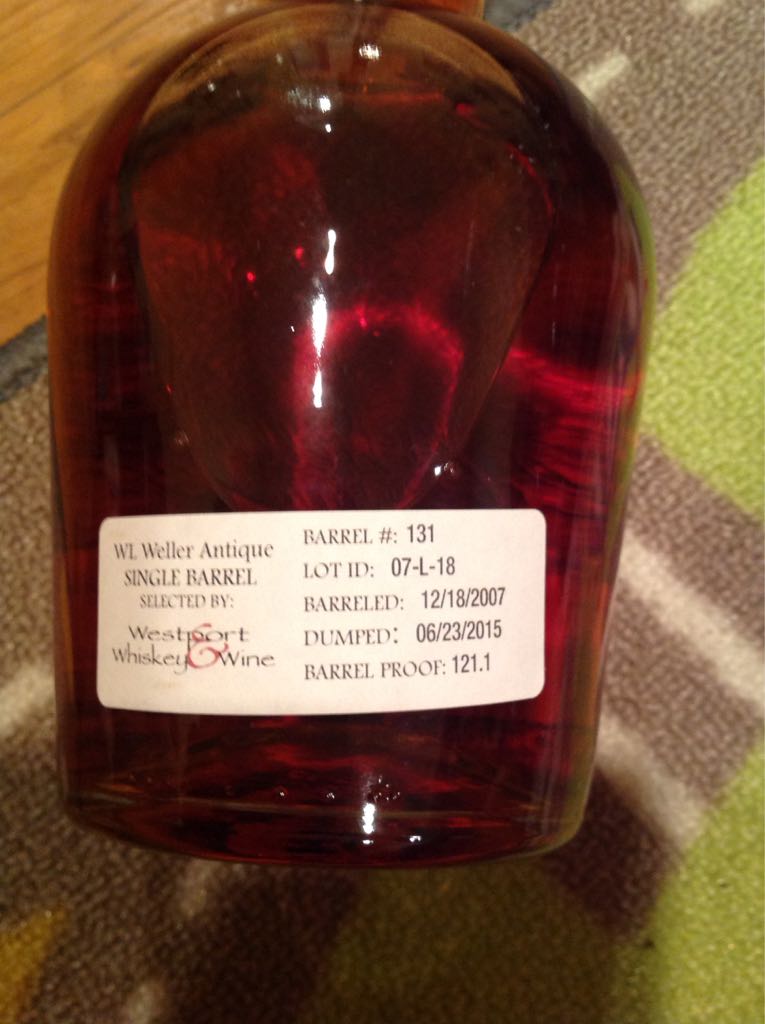 WL Weller Antique
SINGLE BARREL
SELECTED BY:
Westport
Whiskey & Wine
BARREL #: 131
LOT ID: 07-L-18
BARRELED: 12/18/2007
DUMPED: 06/23/2015
BARREL PROOF: 121.1